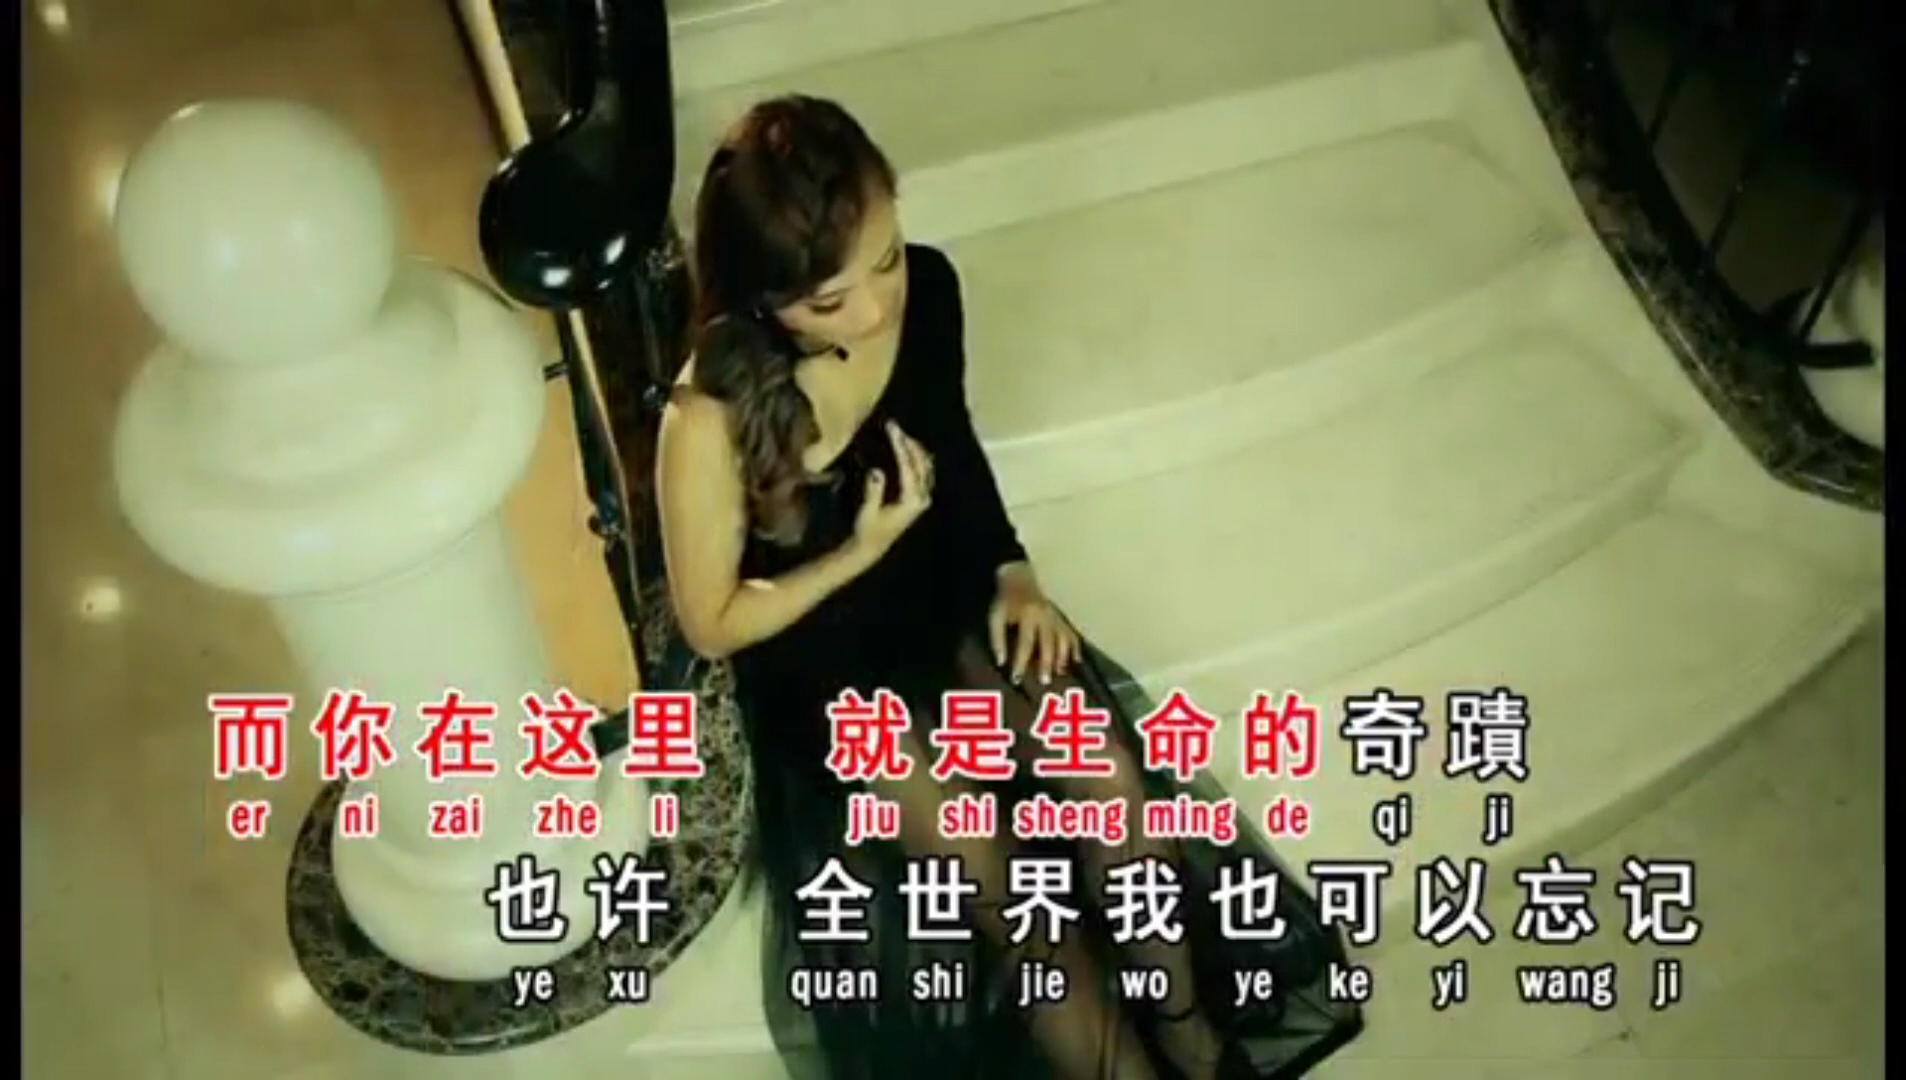 而你在这里 就是生命的奇蹟
er ni zai zhe li jiu shi sheng ming de qi ji
也许 全世界我也可以忘记
ye xu quan shi jie wo ye ke yi wang ji